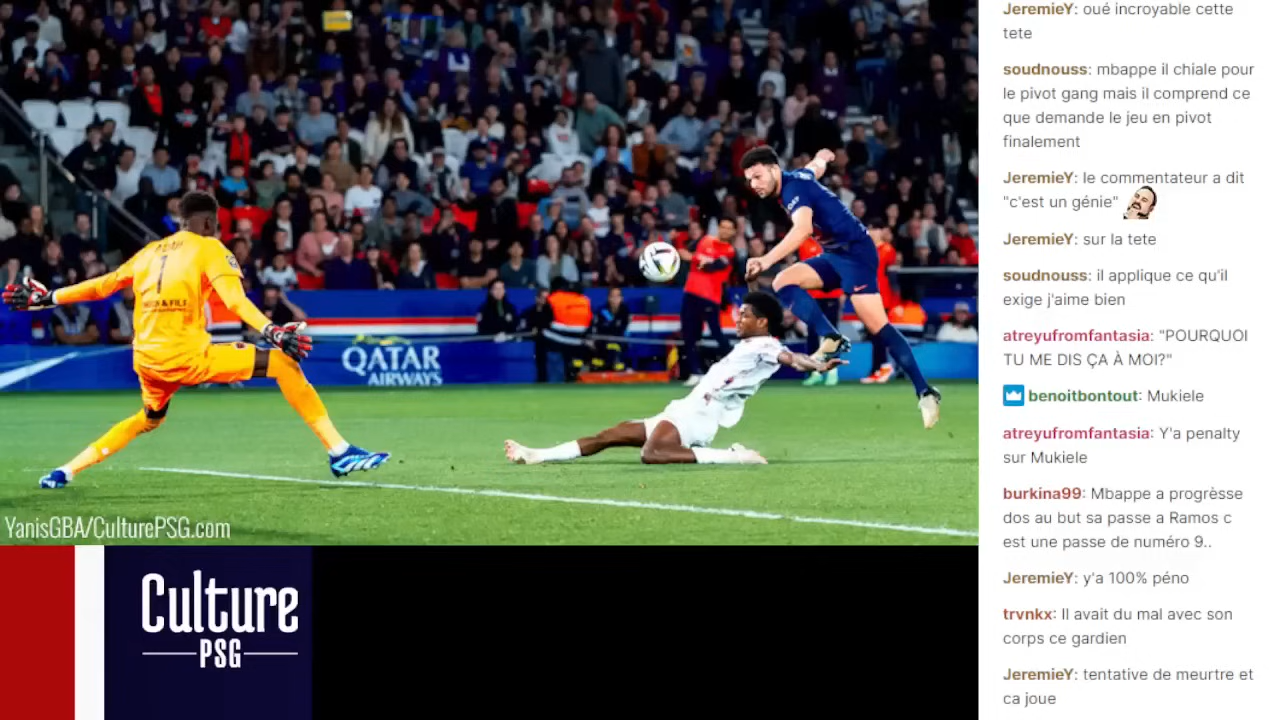 1
QATAR
AIRWAYS
YanisGBA/CulturePSG.com
Culture
PSG
JeremieY: oué incroyable cette
tete
soudnouss: mbappe il chiale pour
le pivot gang mais il comprend ce
que demande le jeu en pivot
finalement
JeremieY: le commentateur a dit
"c'est un génie"
JeremieY: sur la tete
soudnouss: il applique ce qu'il
exige j'aime bien
atreyufromfantasia: "POURQUOI
TU ME DIS ÇA À MOI?"
benoitbontout: Mukiele
atreyufromfantasia: Y'a penalty
sur Mukiele
burkina99: Mbappe a progrèsse
dos au but sa passe a Ramos c
est une passe de numéro 9..
JeremieY: y'a 100% péno
trvnkx: Il avait du mal avec son
corps ce gardien
JeremieY: tentative de meurtre et
ca joue